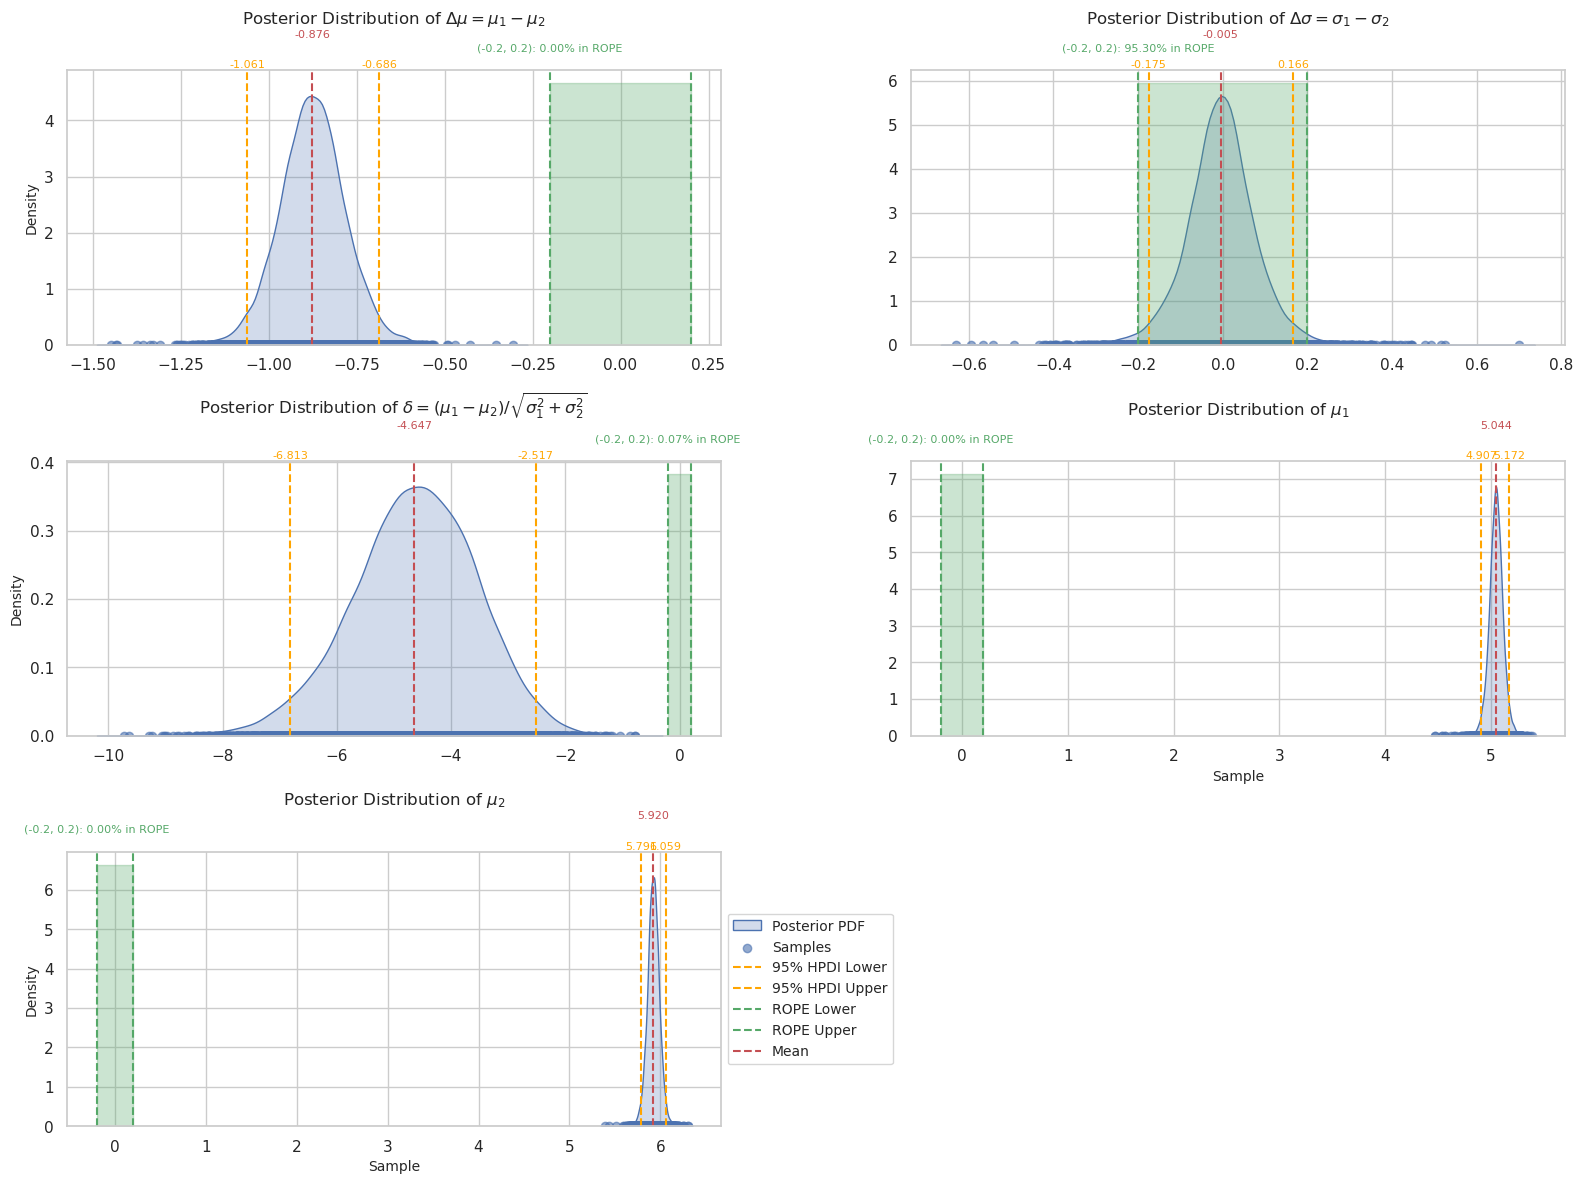 Posterior Distribution of Δμ = μ₁ − μ₂
-0.876
(-0.2, 0.2): 0.00% in ROPE
-1.061 -0.686
4
3
2
1
0
Density
−1.50 −1.25 −1.00 −0.75 −0.50 −0.25 0.00 0.25
Posterior Distribution of Δσ = σ₁ − σ₂
-0.005
(-0.2, 0.2): 95.30% in ROPE
-0.175 0.166
6
5
4
3
2
1
0
−0.6 −0.4 −0.2 0.0 0.2 0.4 0.6 0.8
Posterior Distribution of δ = (μ₁ − μ₂)/√(σ₁² + σ₂²)
-4.647
(-0.2, 0.2): 0.07% in ROPE
-6.813 -2.517
0.4
0.3
0.2
0.1
0.0
Density
−10 −8 −6 −4 −2 0
Posterior Distribution of μ₁
5.044
(-0.2, 0.2): 0.00% in ROPE
4.907 5.172
7
6
5
4
3
2
1
0
0 1 2 3 4 5
Sample
Posterior Distribution of μ₂
5.920
(-0.2, 0.2): 0.00% in ROPE
6
5
4
3
2
1
0
Density
0 1 2 3 4 5 6
Sample
Posterior PDF
Samples
95% HPDI Lower
95% HPDI Upper
ROPE Lower
ROPE Upper
Mean